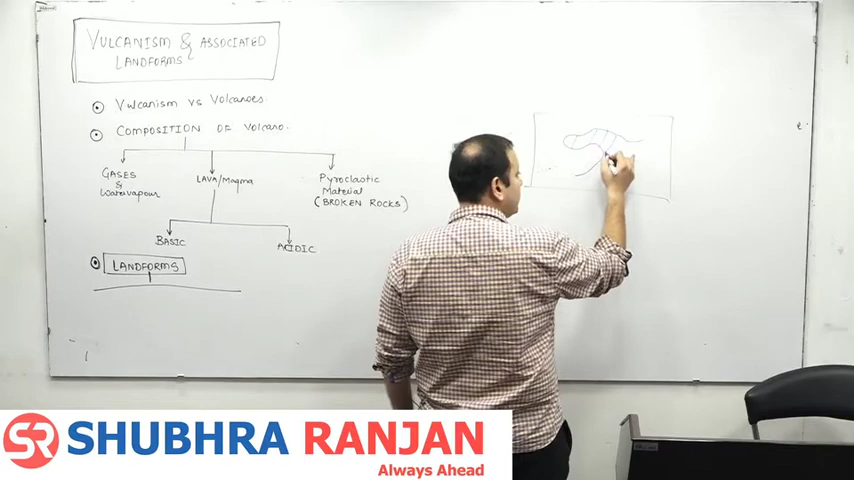 VULCANISM & ASSOCIATED
LANDFORMS
Vulcanism vs Volcanoes.
COMPOSITION OF Volcano.
GASES
&
Watervapour
LAVA/Magma
Pyroclastic
Material
(BROKEN ROCKS)
BASIC
ACIDIC
LANDFORMS
SR SHUBHRA RANJAN
Always Ahead